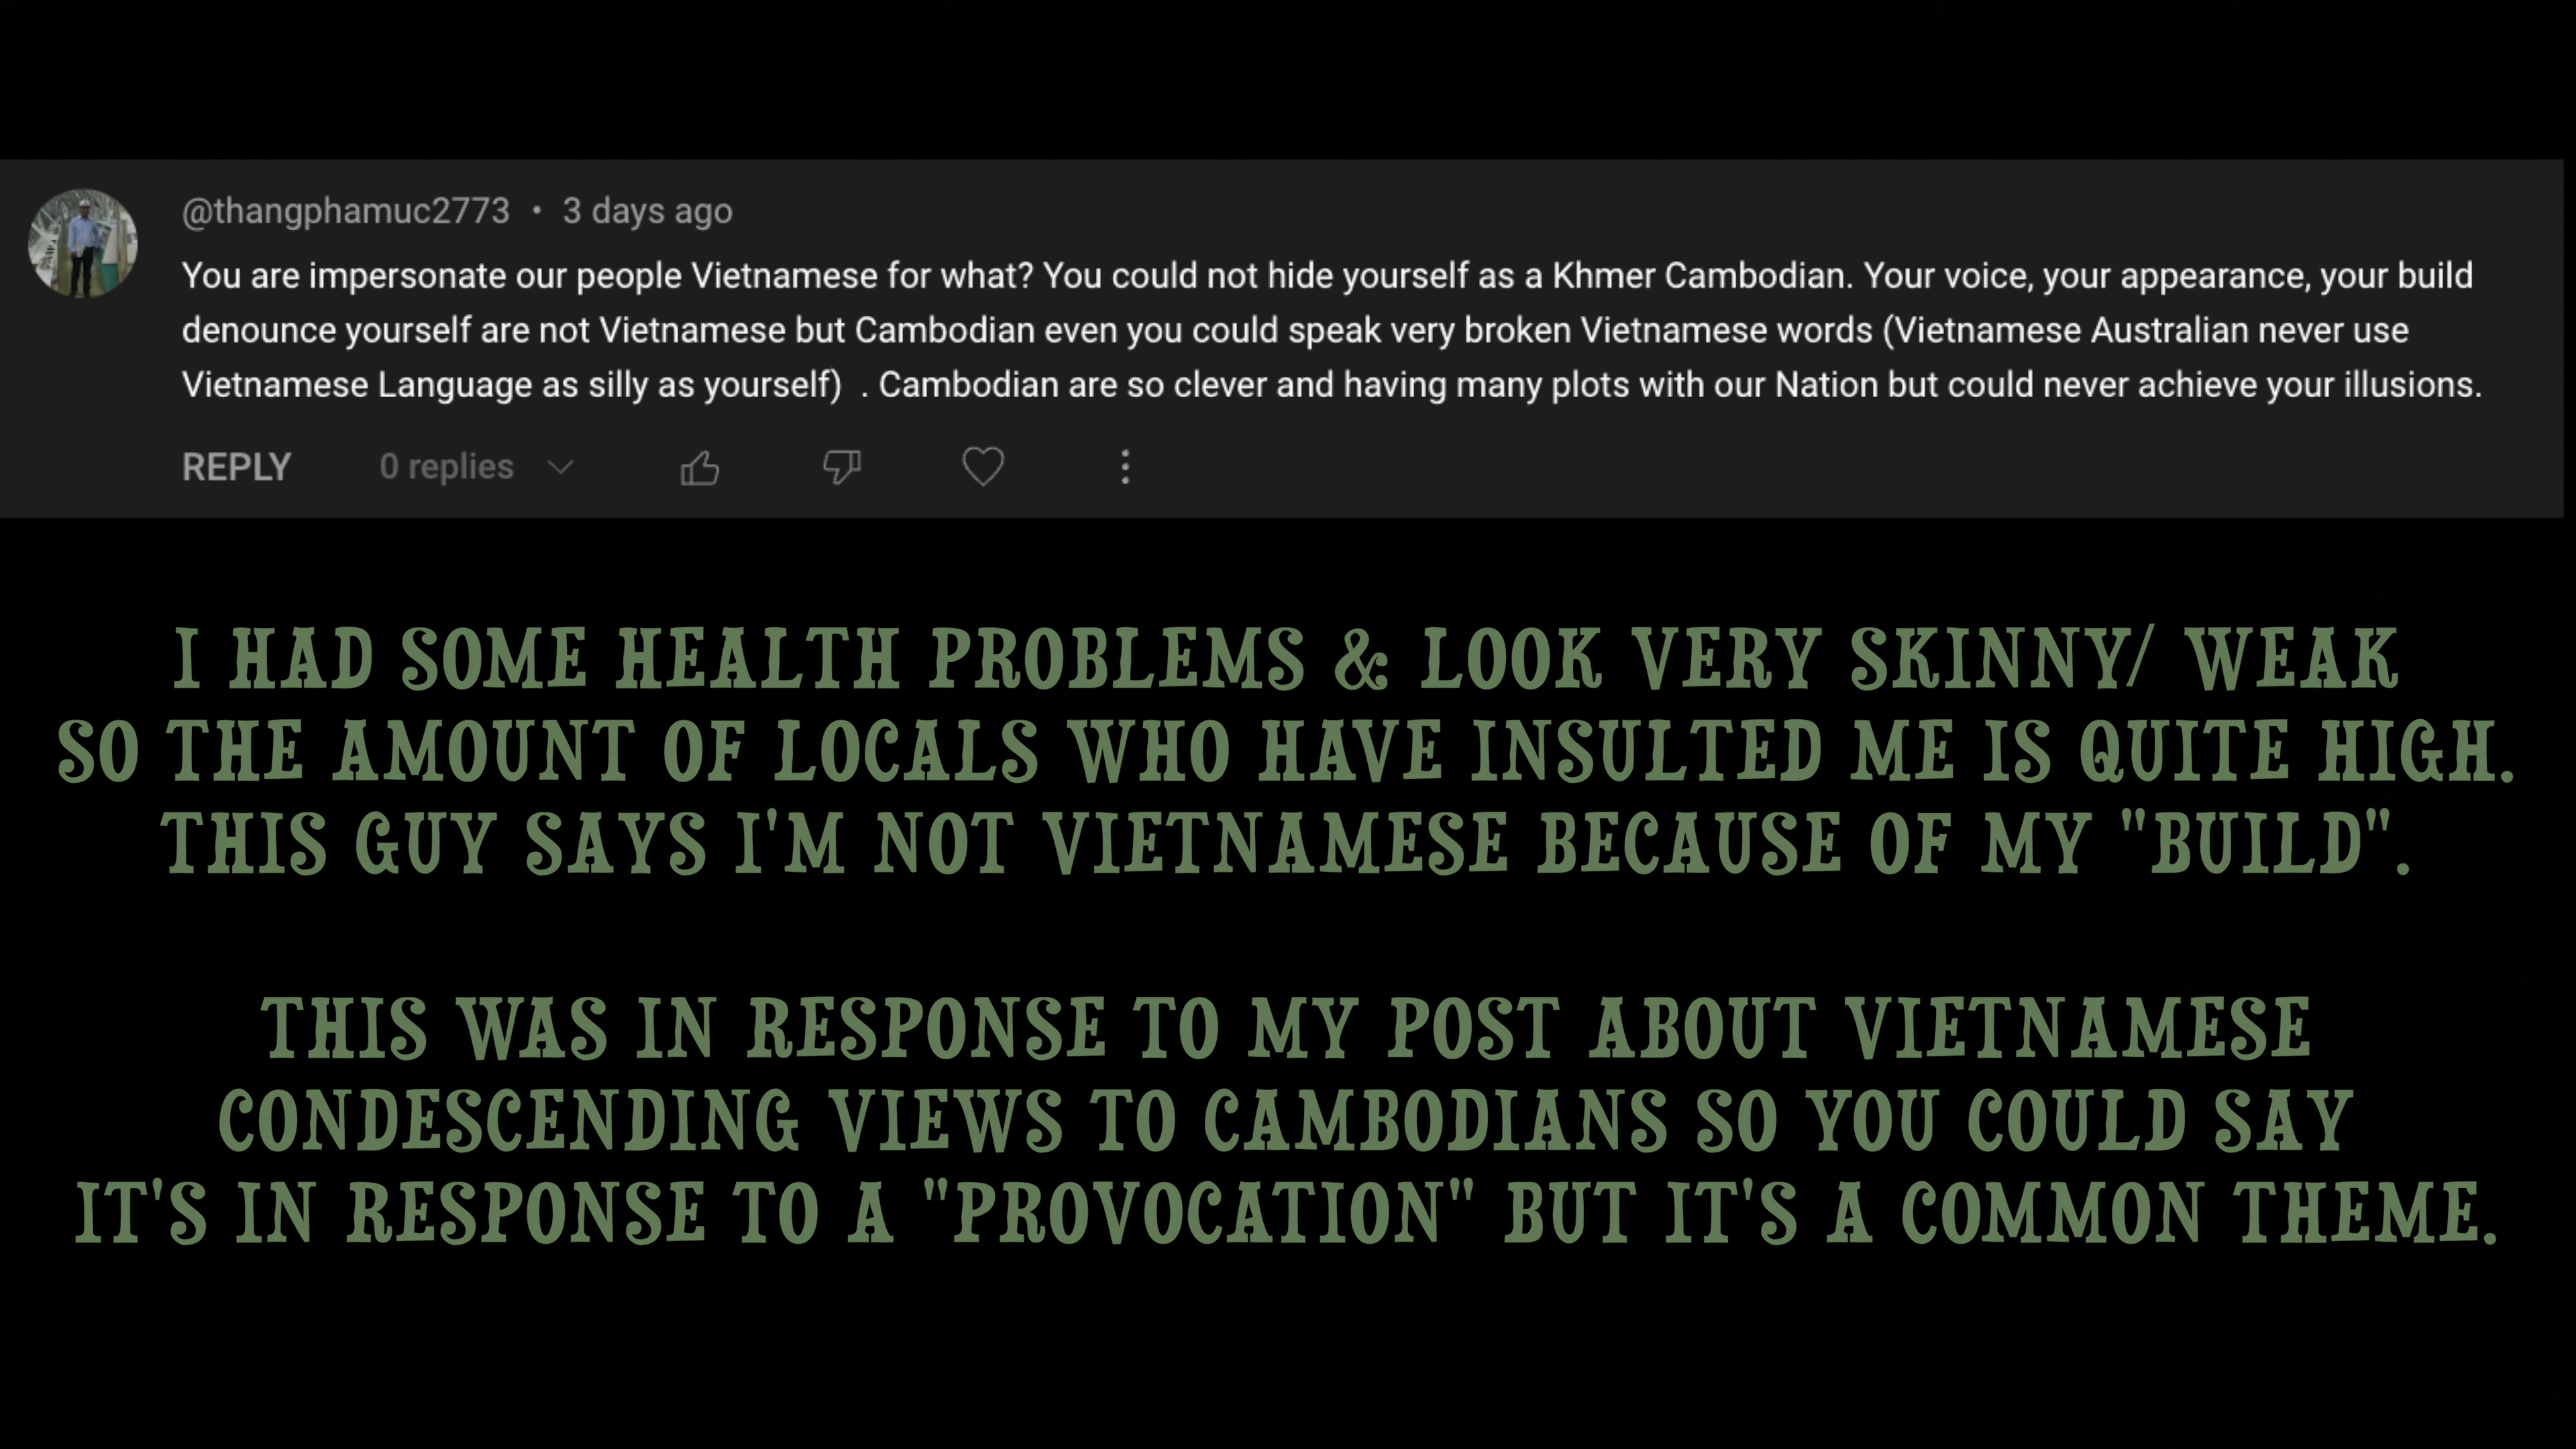 @thangphamuc2773 • 3 days ago
You are impersonate our people Vietnamese for what? You could not hide yourself as a Khmer Cambodian. Your voice, your appearance, your build
denounce yourself are not Vietnamese but Cambodian even you could speak very broken Vietnamese words (Vietnamese Australian never use
Vietnamese Language as silly as yourself) . Cambodian are so clever and having many plots with our Nation but could never achieve your illusions.
REPLY 0 replies
I HAD SOME HEALTH PROBLEMS & LOOK VERY SKINNY/ WEAK
SO THE AMOUNT OF LOCALS WHO HAVE INSULTED ME IS QUITE HIGH.
THIS GUY SAYS I'M NOT VIETNAMESE BECAUSE OF MY "BUILD".
THIS WAS IN RESPONSE TO MY POST ABOUT VIETNAMESE
CONDESCENDING VIEWS TO CAMBODIANS SO YOU COULD SAY
IT'S IN RESPONSE TO A "PROVOCATION" BUT IT'S A COMMON THEME.